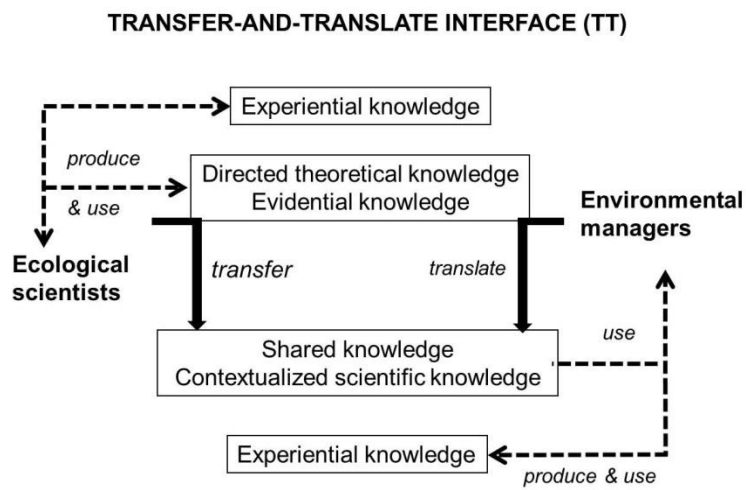 TRANSFER-AND-TRANSLATE INTERFACE (TT)
Experiential knowledge
produce
& use
Directed theoretical knowledge
Evidential knowledge
Environmental
managers
Ecological
scientists
transfer
translate
Shared knowledge
Contextualized scientific knowledge
use
Experiential knowledge
produce & use